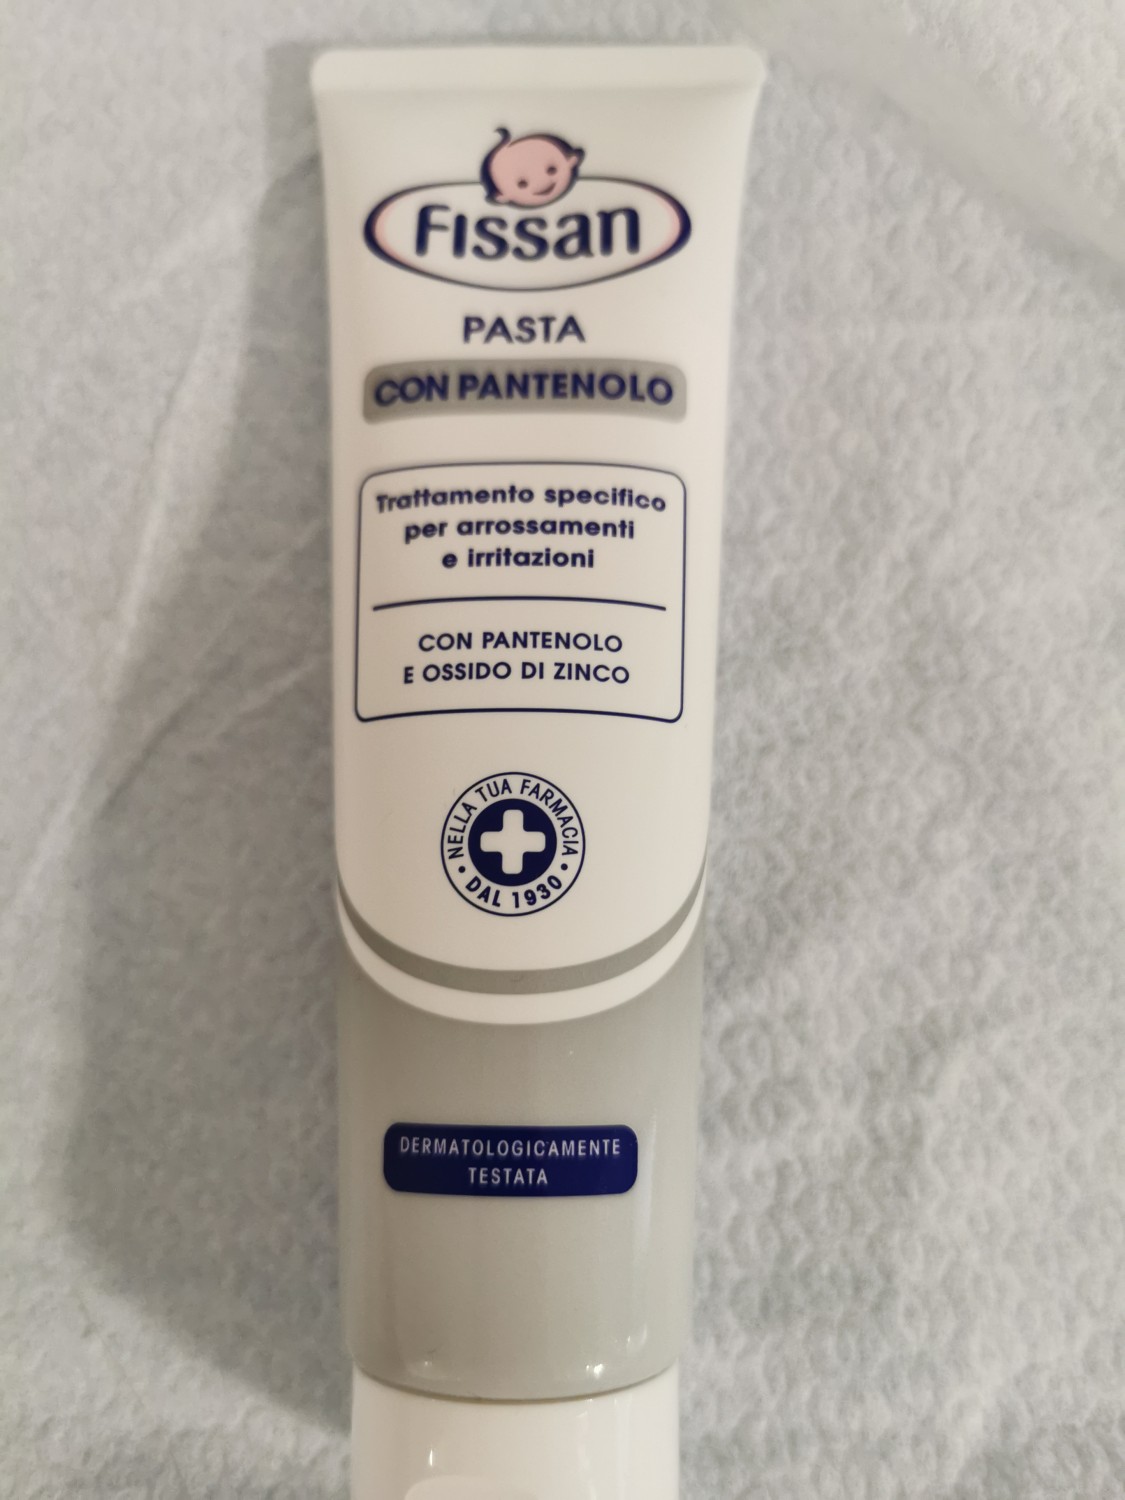 Fissan
PASTA
CON PANTENOLO
Trattamento specifico
per arrossamenti
e irritazioni
CON PANTENOLO
E OSSIDO DI ZINCO
NELLA TUA FARMACIA
DAL 1930
DERMATOLOGICAMENTE
TESTATA